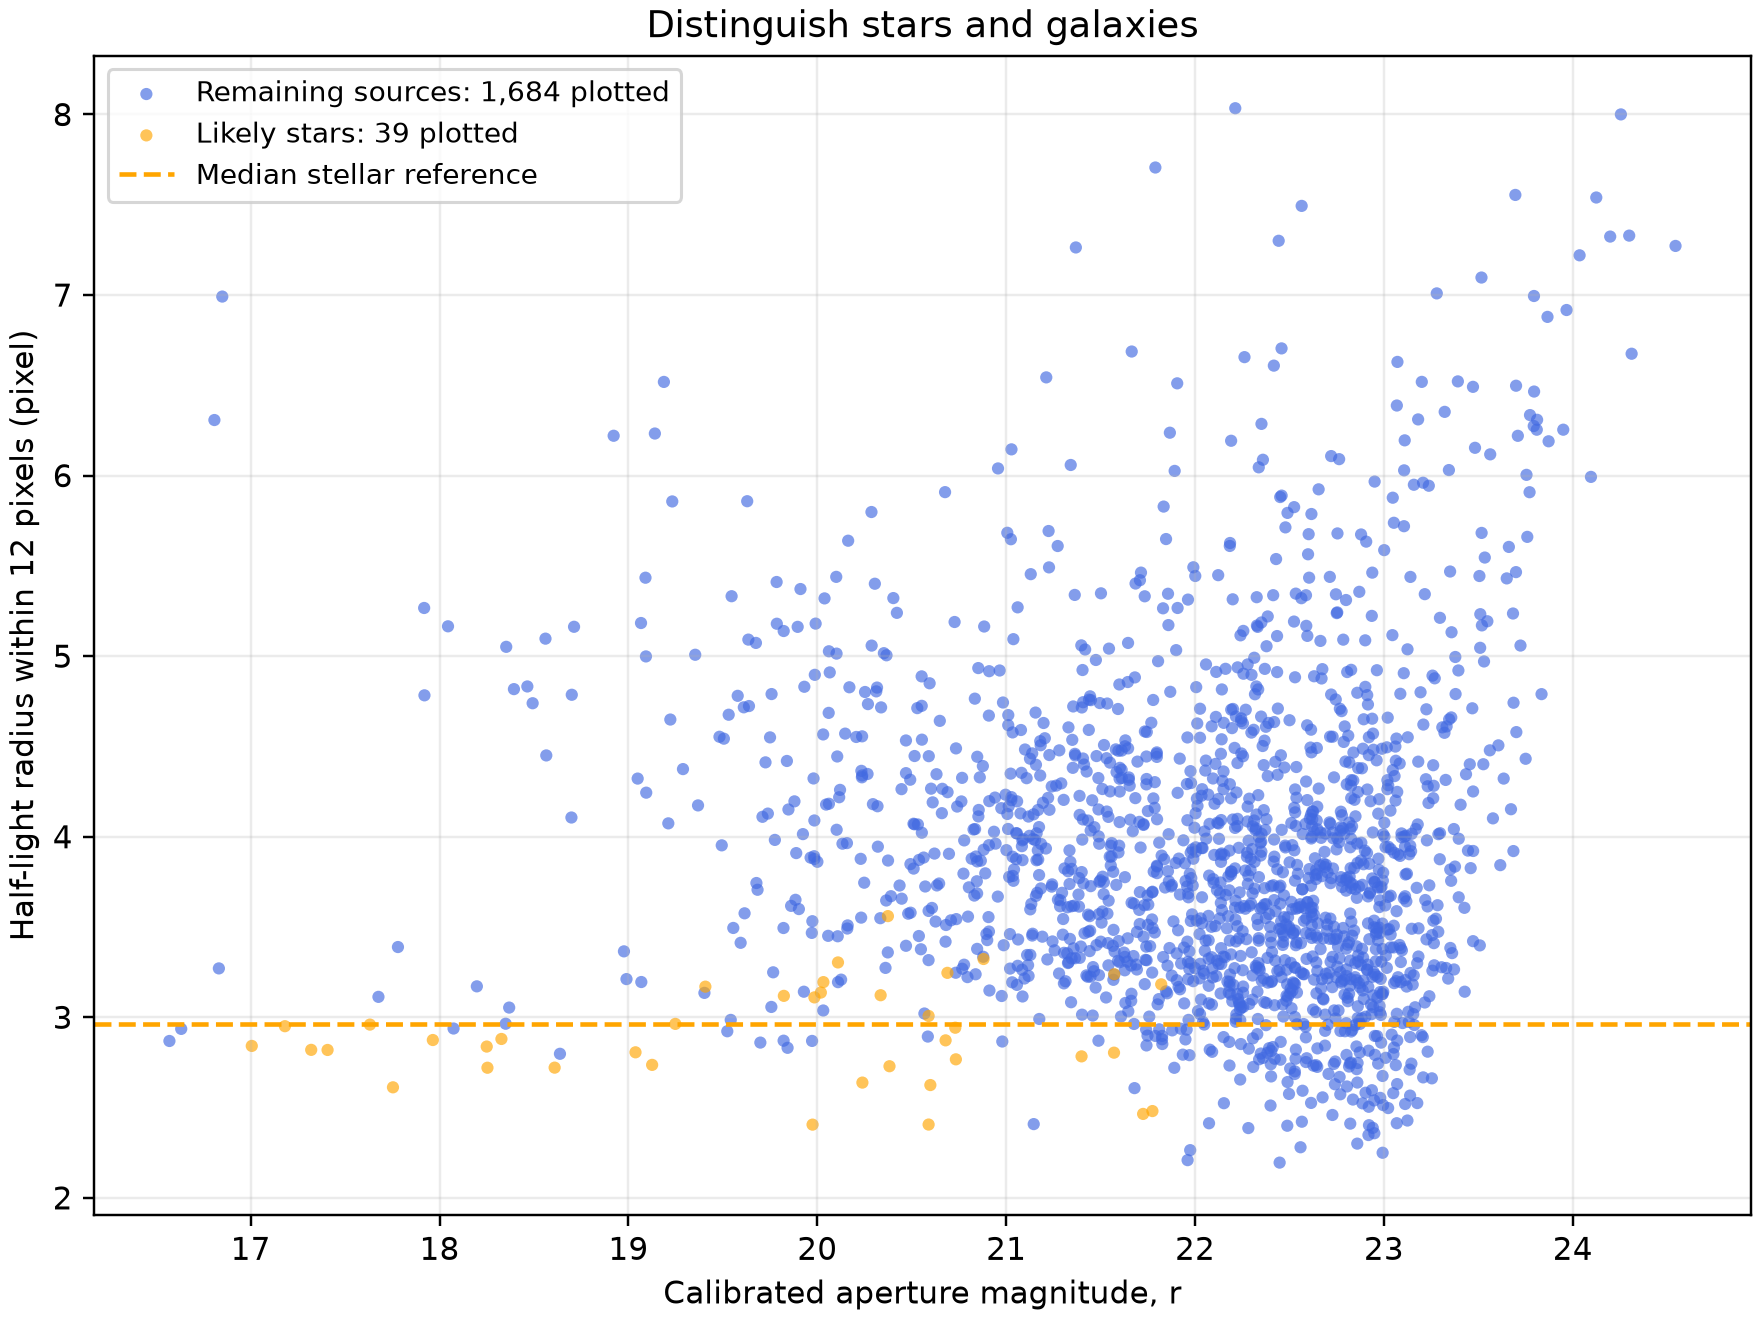 Distinguish stars and galaxies
Remaining sources: 1,684 plotted
Likely stars: 39 plotted
Median stellar reference
8
7
6
5
4
3
2
Half-light radius within 12 pixels (pixel)
17 18 19 20 21 22 23 24
Calibrated aperture magnitude, r